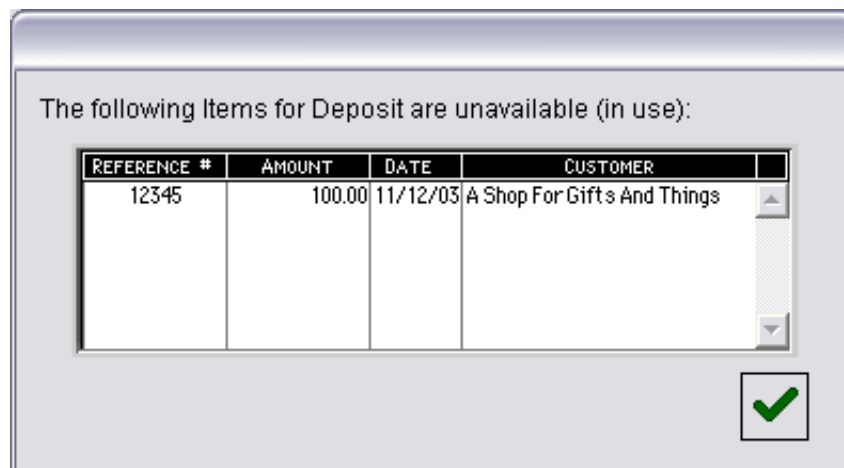 The following Items for Deposit are unavailable (in use):
REFERENCE # AMOUNT DATE CUSTOMER
12345 100.00 11/12/03 A Shop For Gifts And Things